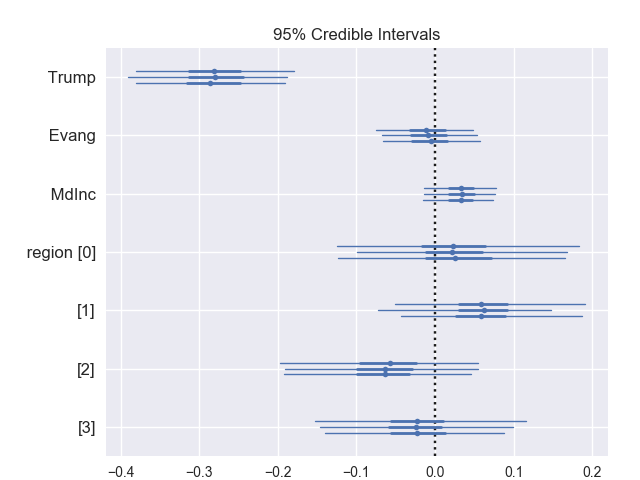 95% Credible Intervals
Trump
Evang
MdInc
region [0]
[1]
[2]
[3]
−0.4 −0.3 −0.2 −0.1 0.0 0.1 0.2